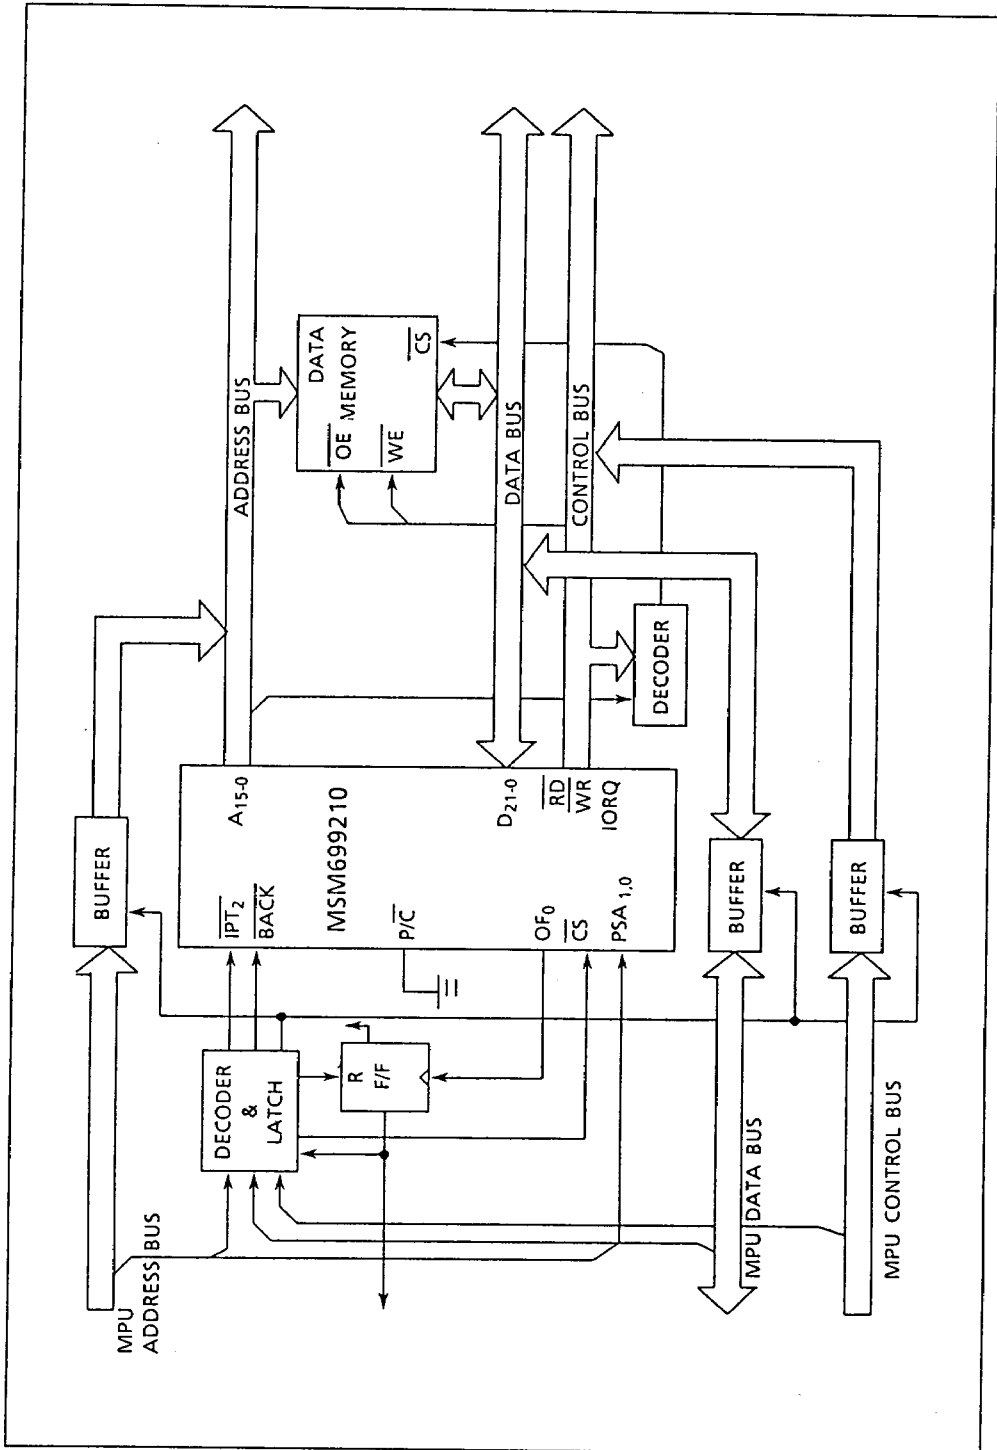 MPU
ADDRESS BUS
BUFFER
ADDRESS BUS
DECODER
&
LATCH
R
F/F
IPT2
BACK
MSM699210
P/C
OF0
CS
PSA 1,0
A15-0
D21-0
RD
WR
IORQ
DATA
OE MEMORY
WE
CS
DATA BUS
CONTROL BUS
DECODER
MPU DATA BUS
BUFFER
MPU CONTROL BUS
BUFFER